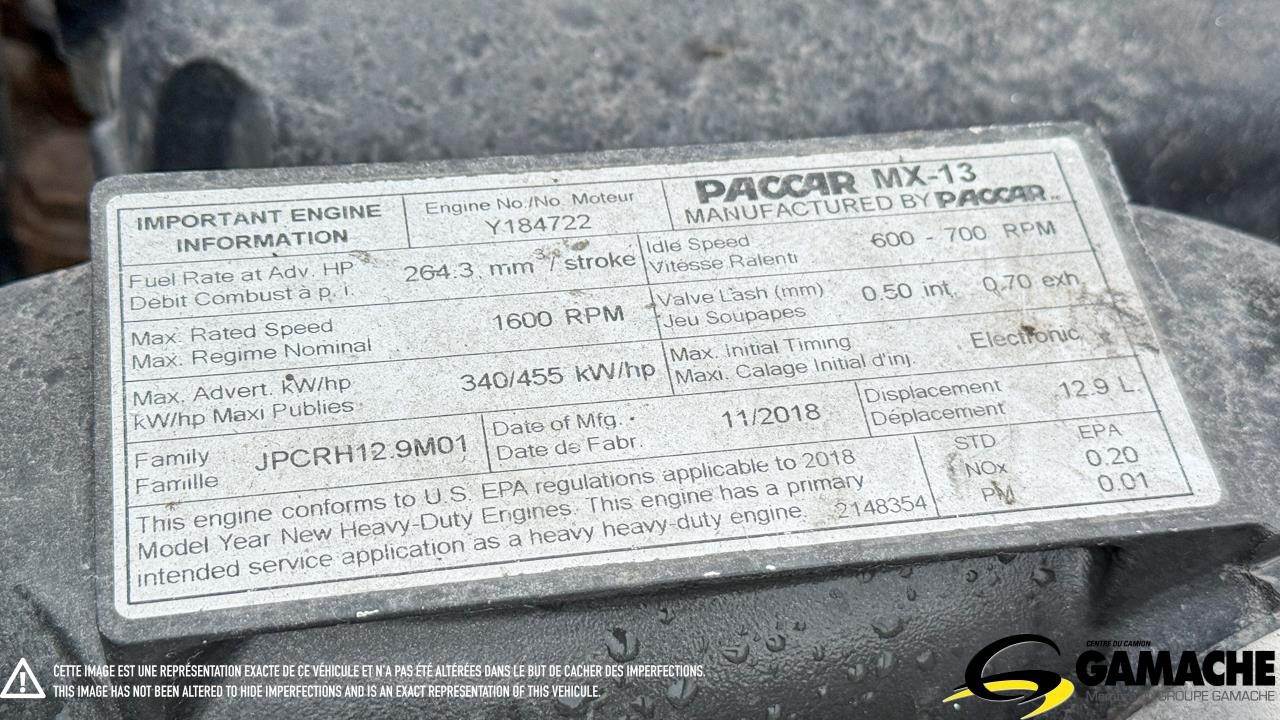 IMPORTANT ENGINE
INFORMATION
Engine No./No. Moteur
Y184722
PACCAR MX-13
MANUFACTURED BY PACCAR
Fuel Rate at Adv. HP
Débit Combust à p. i.
264.3 mm³/ stroke
Idle Speed
Vitesse Ralenti
600 - 700 RPM
Max. Rated Speed
Max. Regime Nominal
1600 RPM
Valve Lash (mm)
Jeu Soupapes
0.50 int. 0.70 exh.
Max. Advert. kW/hp
kW/hp Maxi Publies
340/455 kW/hp
Max. Initial Timing
Maxi. Calage Initial d'inj.
Electronic
Family
Famille
JPCRH12.9M01
Date of Mfg.
Date de Fabr.
11/2018
Displacement
Déplacement
12.9 L.
This engine conforms to U.S. EPA regulations applicable to 2018
Model Year New Heavy-Duty Engines. This engine has a primary
intended service application as a heavy heavy-duty engine. 2148354
STD EPA
NOx 0.20
PM 0.01
CETTE IMAGE EST UNE REPRÉSENTATION EXACTE DE CE VÉHICULE ET N'A PAS ÉTÉ ALTÉRÉES DANS LE BUT DE CACHER DES IMPERFECTIONS.
THIS IMAGE HAS NOT BEEN ALTERED TO HIDE IMPERFECTIONS AND IS AN EXACT REPRESENTATION OF THIS VEHICLE.
CENTRE DU CAMION
GAMACHE
GROUPE GAMACHE